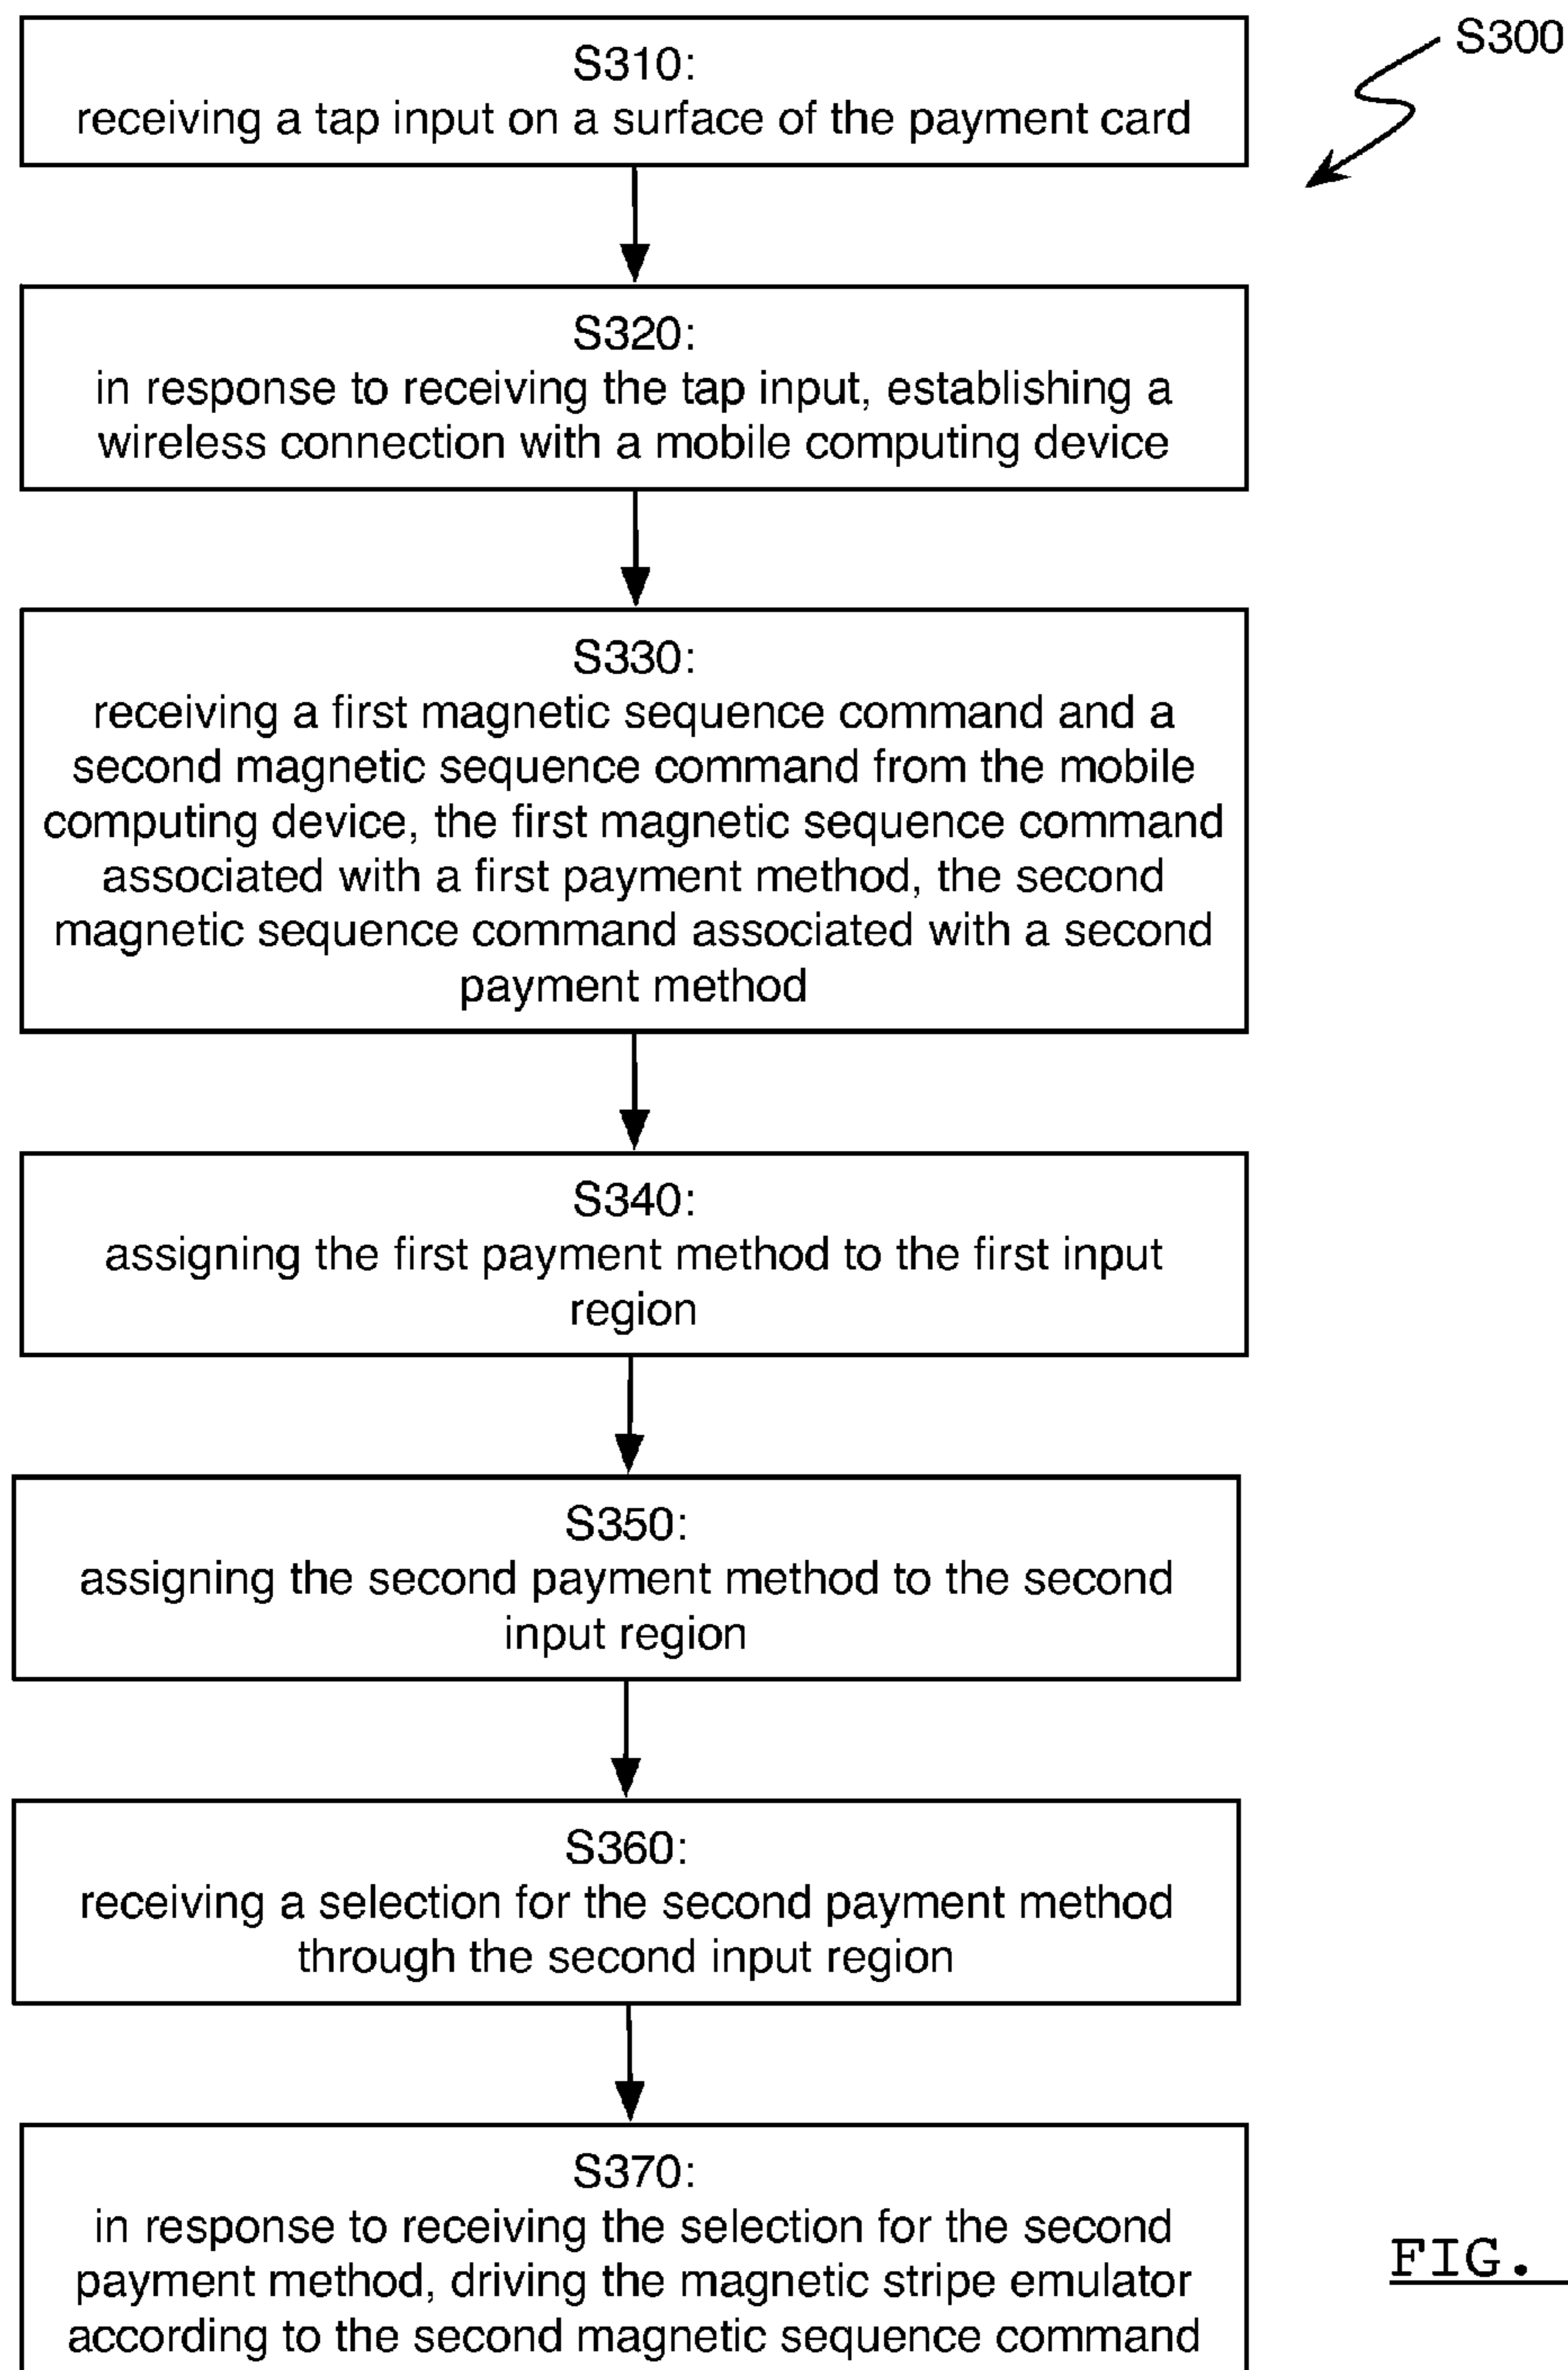 S300
S310:
receiving a tap input on a surface of the payment card
S320:
in response to receiving the tap input, establishing a
wireless connection with a mobile computing device
S330:
receiving a first magnetic sequence command and a
second magnetic sequence command from the mobile
computing device, the first magnetic sequence command
associated with a first payment method, the second
magnetic sequence command associated with a second
payment method
S340:
assigning the first payment method to the first input
region
S350:
assigning the second payment method to the second
input region
S360:
receiving a selection for the second payment method
through the second input region
S370:
in response to receiving the selection for the second
payment method, driving the magnetic stripe emulator
according to the second magnetic sequence command
FIG.